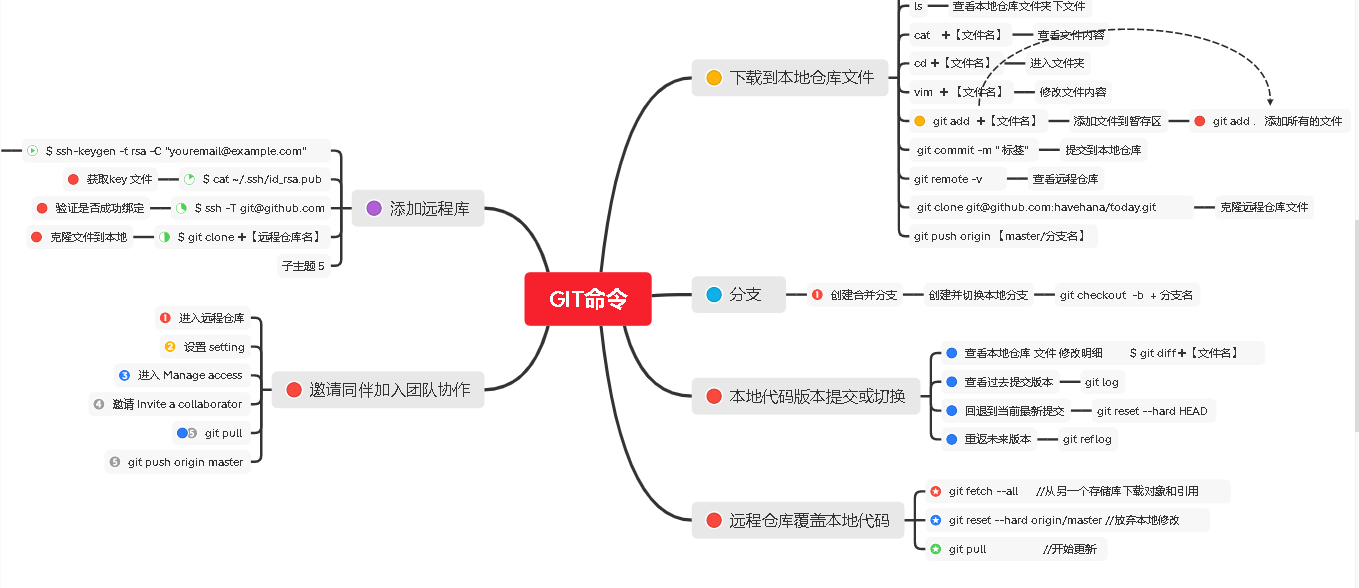 GIT命令
下载到本地仓库文件
ls 查看本地仓库文件夹下文件
cat +【文件名】 查看文件内容
cd +【文件名】 进入文件夹
vim +【文件名】 修改文件内容
git add +【文件名】 添加文件到暂存区 git add . 添加所有的文件
git commit -m "标签" 提交到本地仓库
git remote -v 查看远程仓库
git clone git@github.com:havehana/today.git 克隆远程仓库文件
git push origin 【master/分支名】
分支
创建合并分支 创建并切换本地分支 git checkout -b + 分支名
本地代码版本提交或切换
查看本地仓库 文件 修改明细 $ git diff+【文件名】
查看过去提交版本 git log
回退到当前最新提交 git reset --hard HEAD
重返未来版本 git reflog
远程仓库覆盖本地代码
git fetch --all //从另一个存储库下载对象和引用
git reset --hard origin/master //放弃本地修改
git pull //开始更新
添加远程库
$ ssh-keygen -t rsa -C "youremail@example.com"
获取key 文件 $ cat ~/.ssh/id_rsa.pub
验证是否成功绑定 $ ssh -T git@github.com
克隆文件到本地 $ git clone +【远程仓库名】
子主题 5
邀请同伴加入团队协作
1 进入远程仓库
2 设置 setting
3 进入 Manage access
4 邀请 Invite a collaborator
5 git pull
5 git push origin master